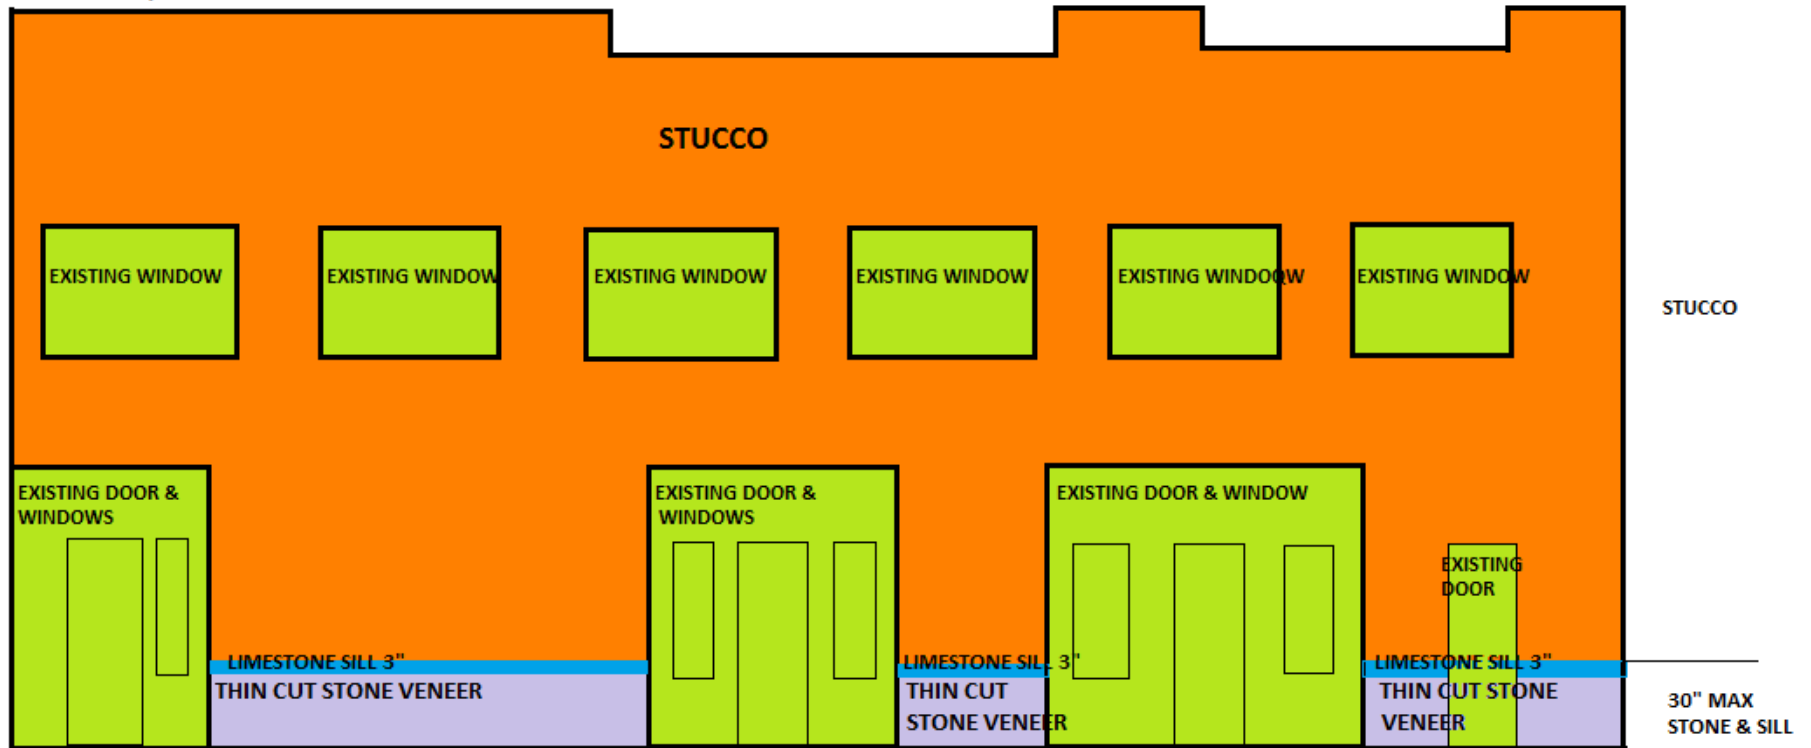 STUCCO
EXISTING WINDOW
EXISTING WINDOW
EXISTING WINDOW
EXISTING WINDOW
EXISTING WINDOOW
EXISTING WINDOW
STUCCO
EXISTING DOOR &
WINDOWS
EXISTING DOOR &
WINDOWS
EXISTING DOOR & WINDOW
EXISTING
DOOR
LIMESTONE SILL 3"
THIN CUT STONE VENEER
LIMESTONE SILL 3"
THIN CUT
STONE VENEER
LIMESTONE SILL 3"
THIN CUT STONE
VENEER
30" MAX
STONE & SILL